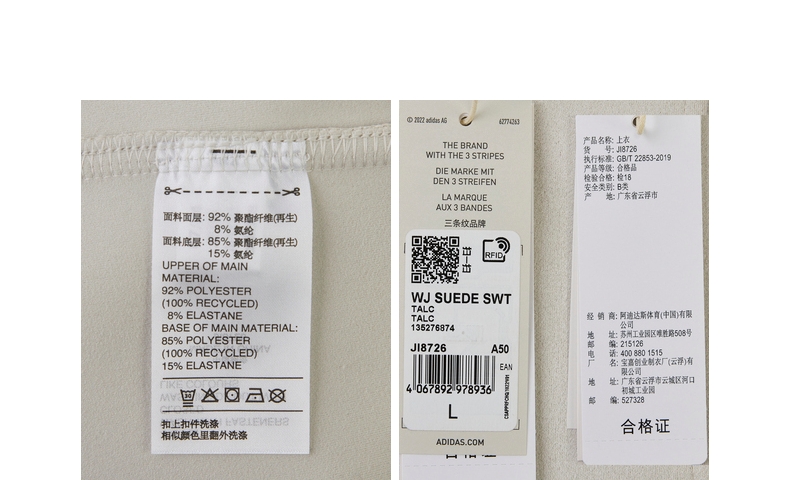 面料面层: 92% 聚酯纤维(再生)
8% 氨纶
面料底层: 85% 聚酯纤维(再生)
15% 氨纶
UPPER OF MAIN
MATERIAL:
92% POLYESTER
(100% RECYCLED)
8% ELASTANE
BASE OF MAIN MATERIAL:
85% POLYESTER
(100% RECYCLED)
15% ELASTANE
扣上扣件洗涤
相似颜色里翻外洗涤
© 2022 adidas AG 62774263
THE BRAND
WITH THE 3 STRIPES
DIE MARKE MIT
DEN 3 STREIFEN
LA MARQUE
AUX 3 BANDES
三条纹品牌
RFID
WJ SUEDE SWT
TALC
TALC
135276874
JI8726 A50
EAN
4 067892 978936
L
ADIDAS.COM
产品名称: 上衣
货 号: JI8726
执行标准: GB/T 22853-2019
产品等级: 合格品
检验合格: 检18
安全类别: B类
产 地: 广东省云浮市
经 销 商: 阿迪达斯体育(中国)有限
公司
地 址: 苏州工业园区唯胜路508号
邮 编: 215126
电 话: 400 880 1515
厂 名: 宝嘉创业制衣厂(云浮)有
限公司
地 址: 广东省云浮市云城区河口
初城工业园
邮 编: 527328
合格证